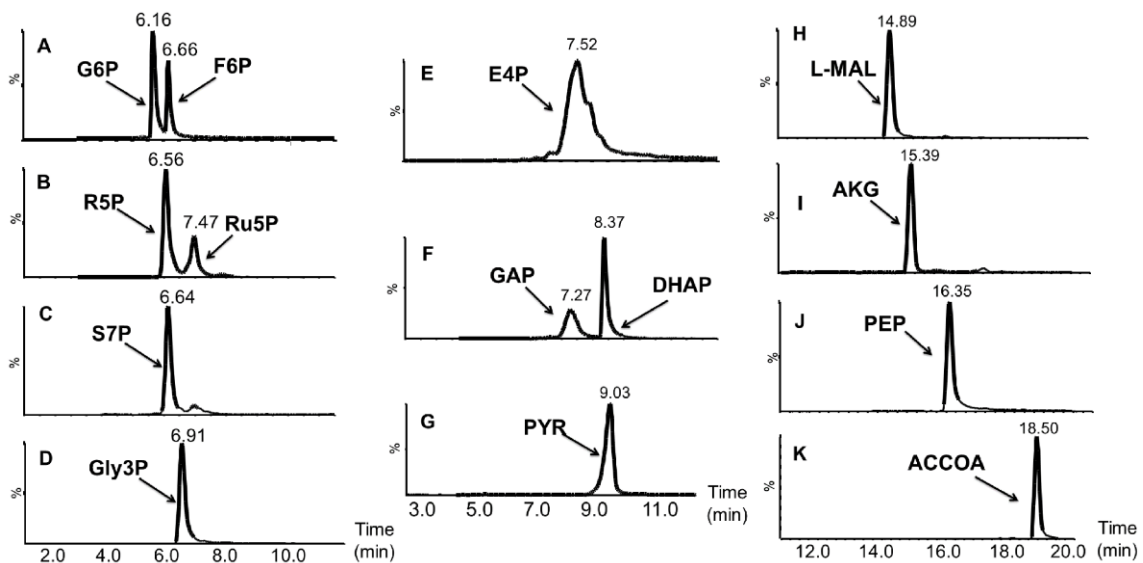 A
6.16
6.66
G6P
F6P
%
B
6.56
R5P
7.47
Ru5P
%
C
6.64
S7P
%
D
6.91
Gly3P
%
2.0 4.0 6.0 8.0 10.0
Time
(min)
E
7.52
E4P
%
F
8.37
GAP
7.27
DHAP
%
G
9.03
PYR
%
3.0 5.0 7.0 9.0 11.0
Time
(min)
H
14.89
L-MAL
%
15.39
I
AKG
%
16.35
J
PEP
%
18.50
K
ACCOA
%
12.0 14.0 16.0 18.0 20.0
Time
(min)